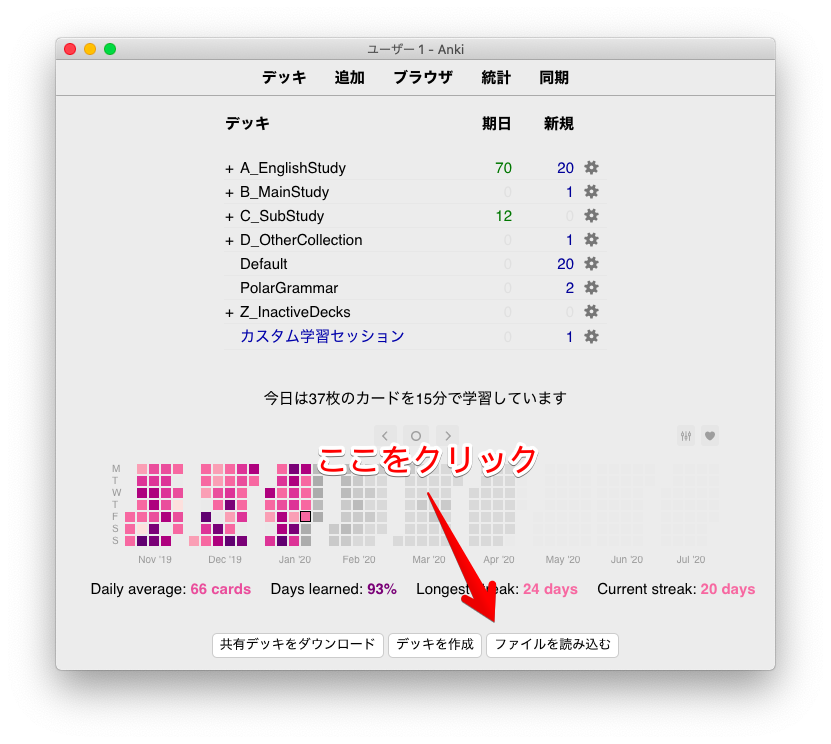 ユーザー 1 - Anki
デッキ 追加 ブラウザ 統計 同期
デッキ 期日 新規
+ A_EnglishStudy 70 20
+ B_MainStudy 0 1
+ C_SubStudy 12 0
+ D_OtherCollection 0 1
Default 0 20
PolarGrammar 0 2
+ Z_InactiveDecks 0 0
カスタム学習セッション 0 1
今日は37枚のカードを15分で学習しています
ここをクリック
M
T
W
T
F
S
S
Nov '19 Dec '19 Jan '20 Feb '20 Mar '20 Apr '20 May '20 Jun '20 Jul '20
Daily average: 66 cards Days learned: 93% Longest streak: 24 days Current streak: 20 days
共有デッキをダウンロード デッキを作成 ファイルを読み込む